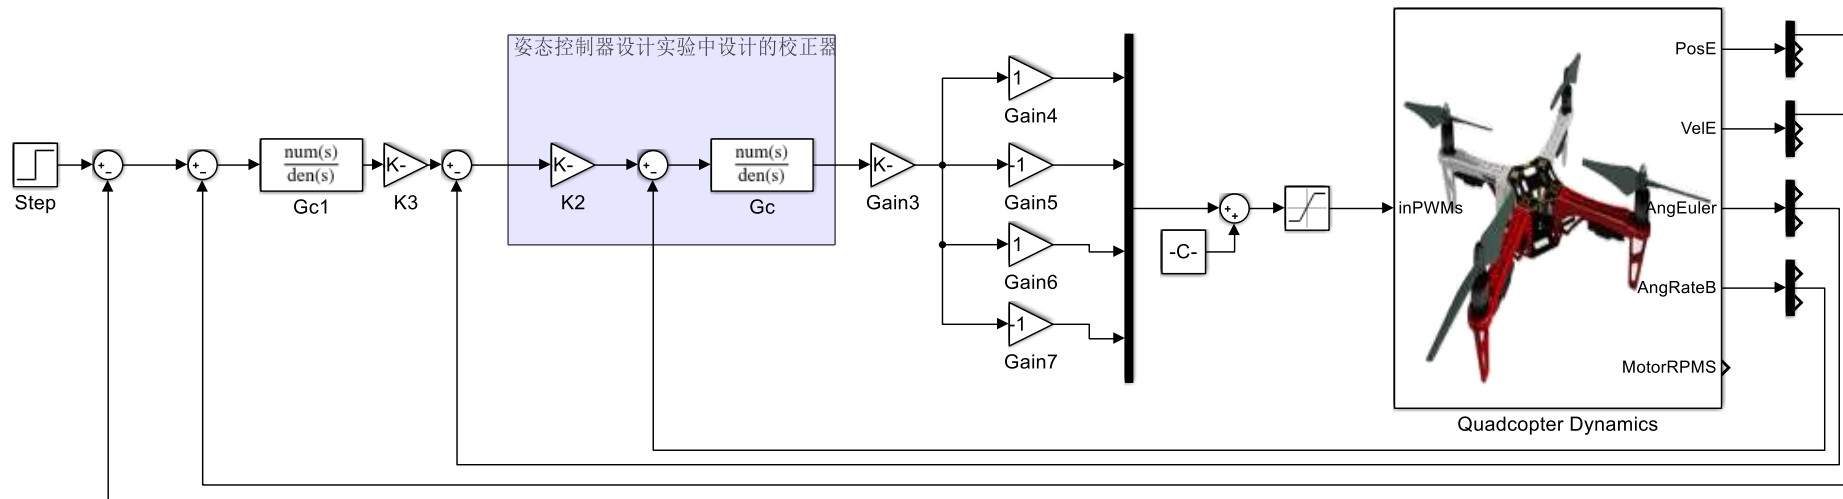 姿态控制器设计实验中设计的校正器
Step
+
−
+
−
num(s)
den(s)
Gc1
K-
K3
+
−
K-
K2
+
−
num(s)
den(s)
Gc
K-
Gain3
1
Gain4
-1
Gain5
1
Gain6
-1
Gain7
-C-
+
+
inPWMs
PosE
VelE
AngEuler
AngRateB
MotorRPMS
Quadcopter Dynamics